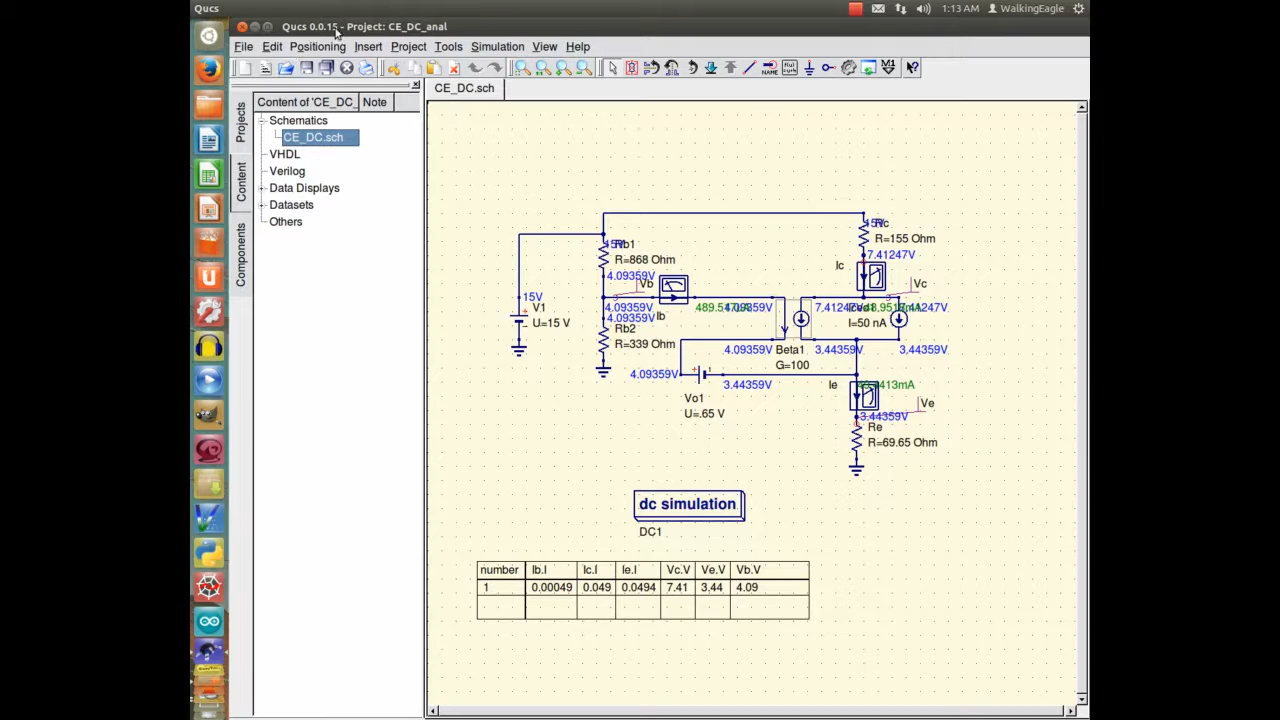 Qucs
1:13 AM WalkingEagle
Qucs 0.0.15 - Project: CE_DC_anal
File Edit Positioning Insert Project Tools Simulation View Help
CE_DC.sch
Projects
Content
Components
Content of 'CE_DC_ Note
Schematics
CE_DC.sch
VHDL
Verilog
Data Displays
Datasets
Others
15V
V1
U=15 V
Rb1
R=868 Ohm
4.09359V
Vb
4.09359V
4.09359V
Ib
Rb2
R=339 Ohm
4.09359V
Rc
R=155 Ohm
7.41247V
Ic
Vc
I=50 nA
4.09359V
3.44359V
3.44359V
Beta1
G=100
4.09359V
3.44359V
Vo1
U=.65 V
Ie
Ve
3.44359V
Re
R=69.65 Ohm
dc simulation
DC1
number Ib.I Ic.I Ie.I Vc.V Ve.V Vb.V
1 0.00049 0.049 0.0494 7.41 3.44 4.09